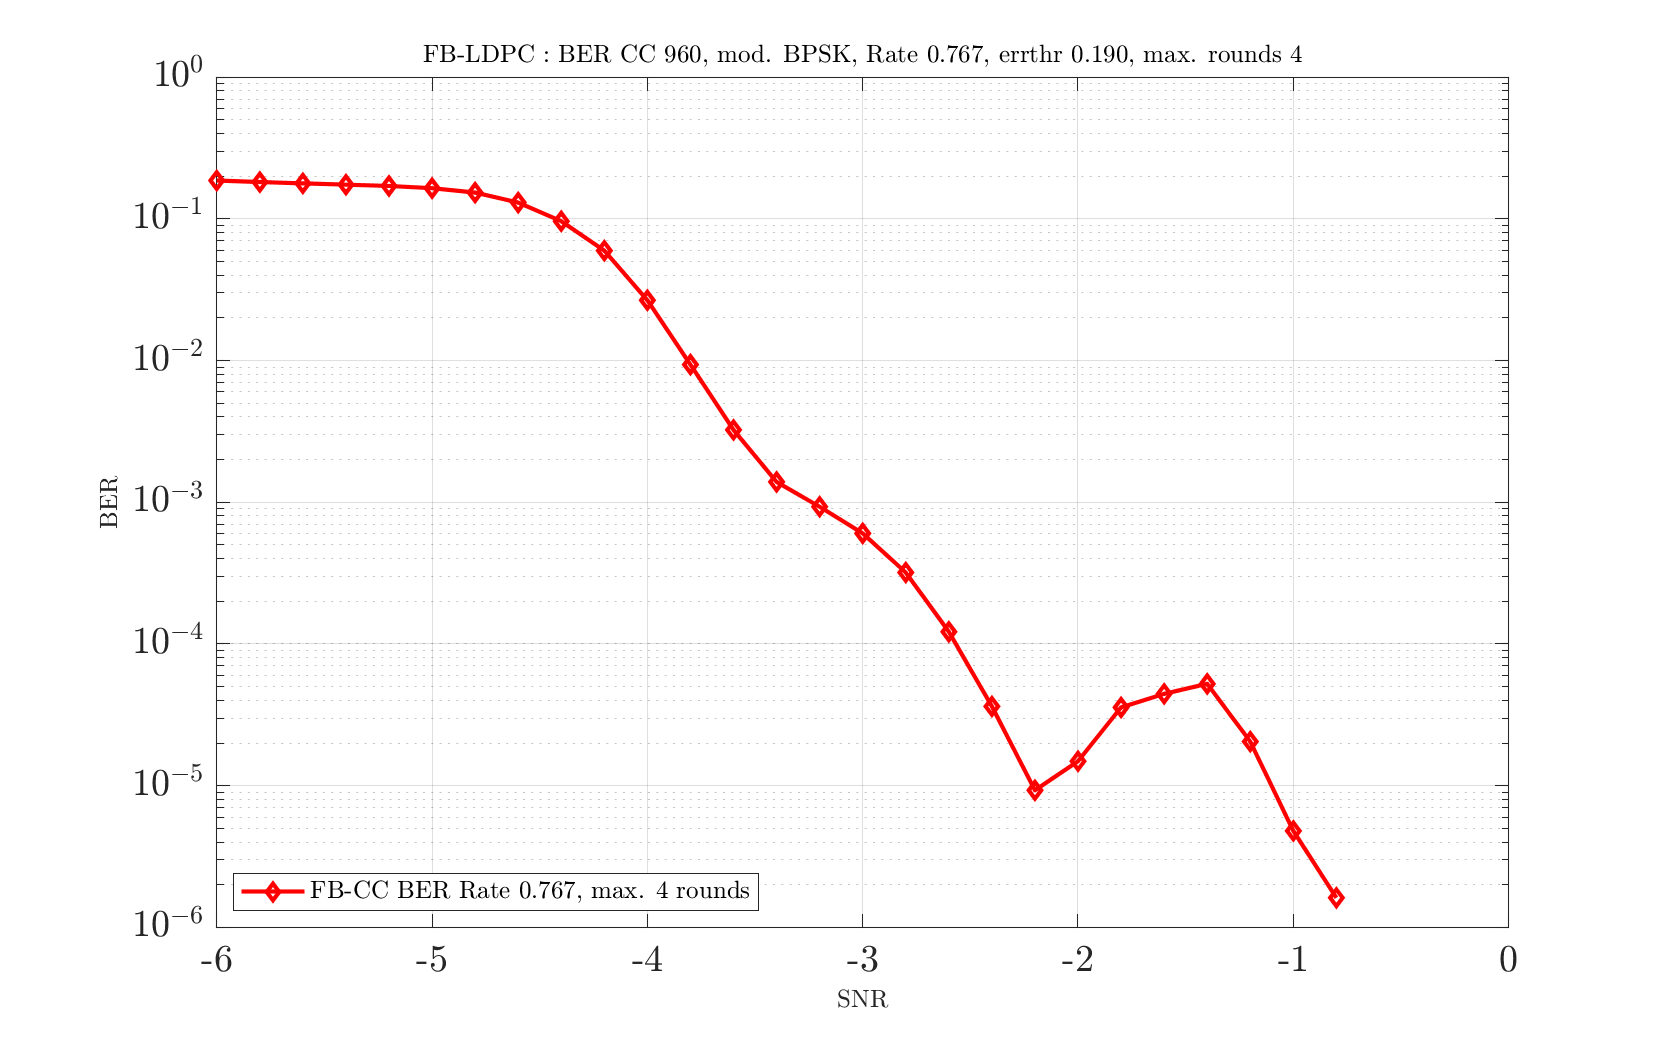 FB-LDPC : BER CC 960, mod. BPSK, Rate 0.767, errthr 0.190, max. rounds 4
10^0
10^-1
10^-2
10^-3
10^-4
10^-5
10^-6
BER
FB-CC BER Rate 0.767, max. 4 rounds
-6 -5 -4 -3 -2 -1 0
SNR